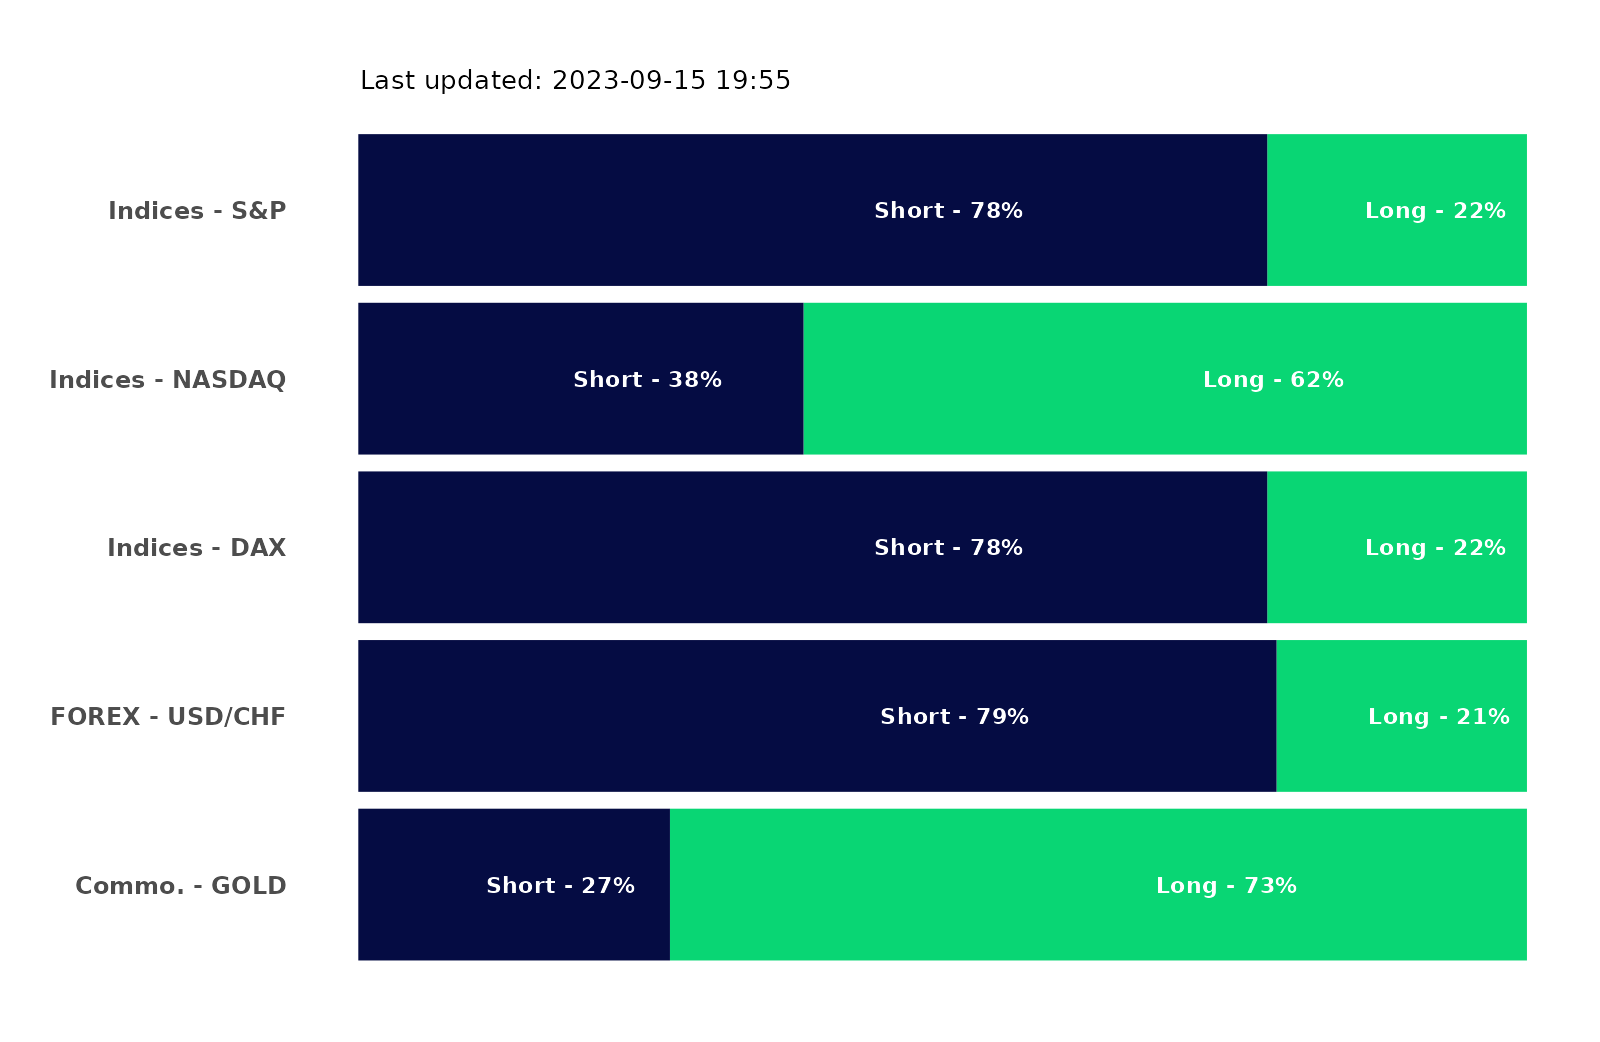 Last updated: 2023-09-15 19:55
Indices - S&P Short - 78% Long - 22%
Indices - NASDAQ Short - 38% Long - 62%
Indices - DAX Short - 78% Long - 22%
FOREX - USD/CHF Short - 79% Long - 21%
Commo. - GOLD Short - 27% Long - 73%